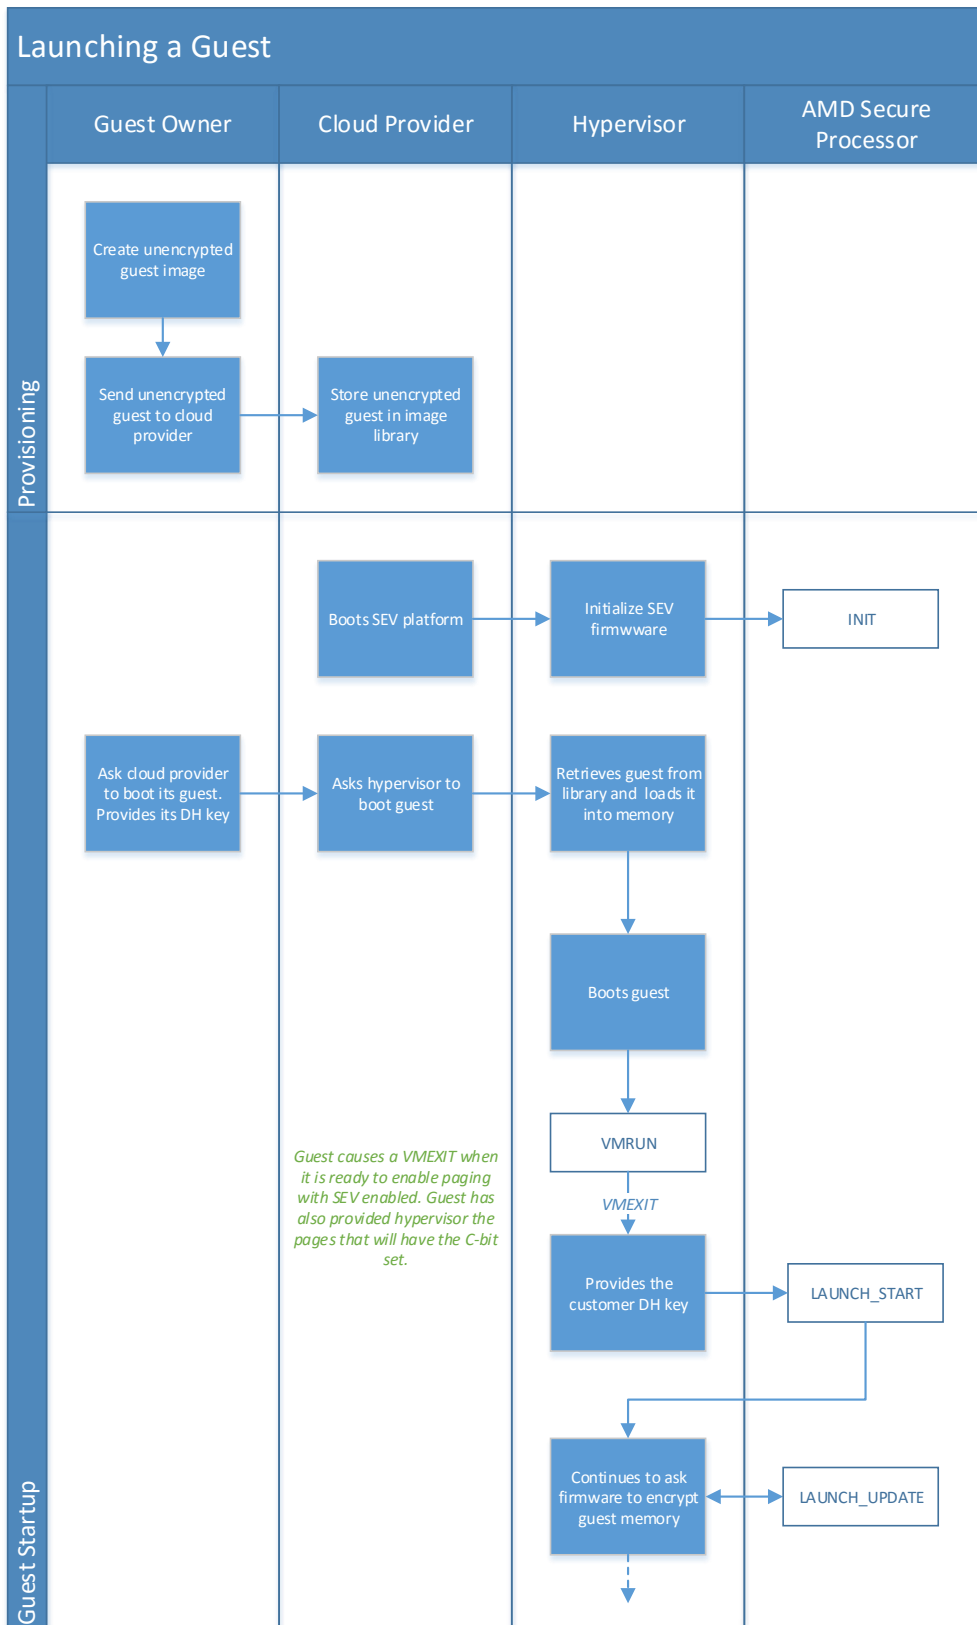 Launching a Guest
Guest Owner
Cloud Provider
Hypervisor
AMD Secure
Processor
Provisioning
Create unencrypted
guest image
Send unencrypted
guest to cloud
provider
Store unencrypted
guest in image
library
Guest Startup
Boots SEV platform
Initialize SEV
firmwware
INIT
Ask cloud provider
to boot its guest.
Provides its DH key
Asks hypervisor to
boot guest
Retrieves guest from
library and loads it
into memory
Boots guest
VMRUN
VMEXIT
Guest causes a VMEXIT when
it is ready to enable paging
with SEV enabled. Guest has
also provided hypervisor the
pages that will have the C-bit
set.
Provides the
customer DH key
LAUNCH_START
Continues to ask
firmware to encrypt
guest memory
LAUNCH_UPDATE